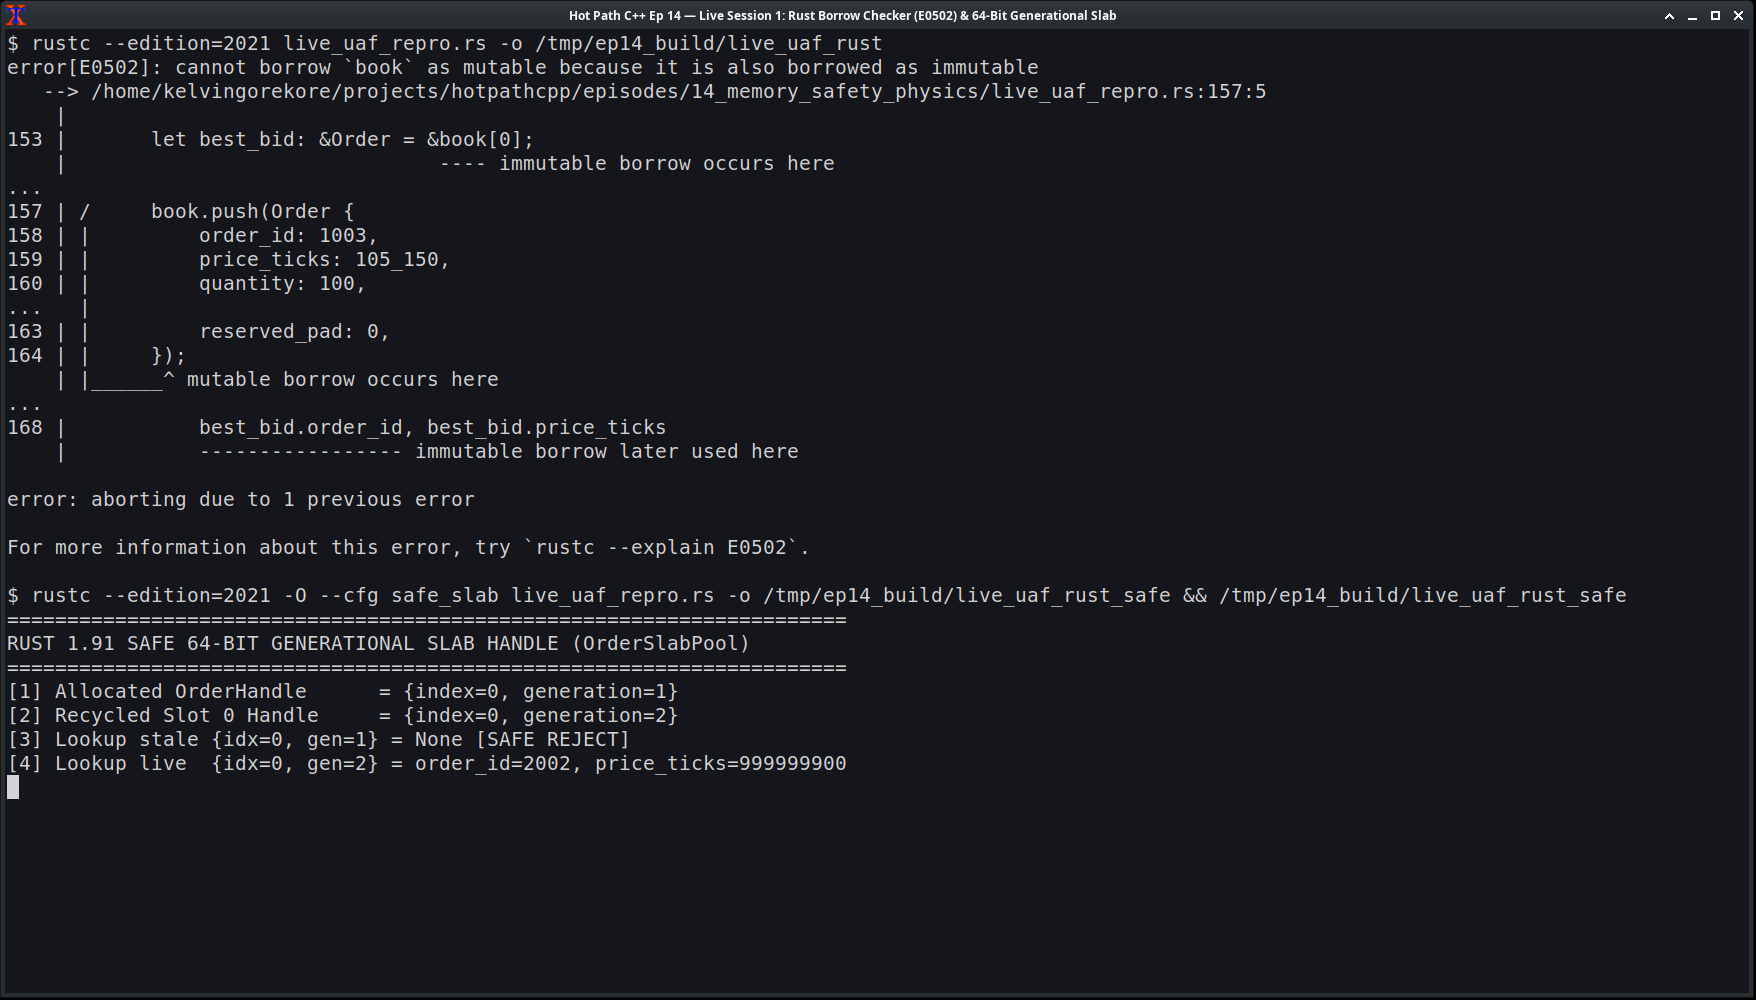 Hot Path C++ Ep 14 — Live Session 1: Rust Borrow Checker (E0502) & 64-Bit Generational Slab
$ rustc --edition=2021 live_uaf_repro.rs -o /tmp/ep14_build/live_uaf_rust
error[E0502]: cannot borrow `book` as mutable because it is also borrowed as immutable
   --> /home/kelvingorekore/projects/hotpathcpp/episodes/14_memory_safety_physics/live_uaf_repro.rs:157:5
    |
153 |       let best_bid: &Order = &book[0];
    |                               ---- immutable borrow occurs here
...
157 | /     book.push(Order {
158 | |         order_id: 1003,
159 | |         price_ticks: 105_150,
160 | |         quantity: 100,
...   |
163 | |         reserved_pad: 0,
164 | |     });
    | |______^ mutable borrow occurs here
...
168 |           best_bid.order_id, best_bid.price_ticks
    |           ----------------- immutable borrow later used here

error: aborting due to 1 previous error

For more information about this error, try `rustc --explain E0502`.

$ rustc --edition=2021 -O --cfg safe_slab live_uaf_repro.rs -o /tmp/ep14_build/live_uaf_rust_safe && /tmp/ep14_build/live_uaf_rust_safe
======================================================================
RUST 1.91 SAFE 64-BIT GENERATIONAL SLAB HANDLE (OrderSlabPool)
======================================================================
[1] Allocated OrderHandle      = {index=0, generation=1}
[2] Recycled Slot 0 Handle     = {index=0, generation=2}
[3] Lookup stale {idx=0, gen=1} = None [SAFE REJECT]
[4] Lookup live  {idx=0, gen=2} = order_id=2002, price_ticks=999999900